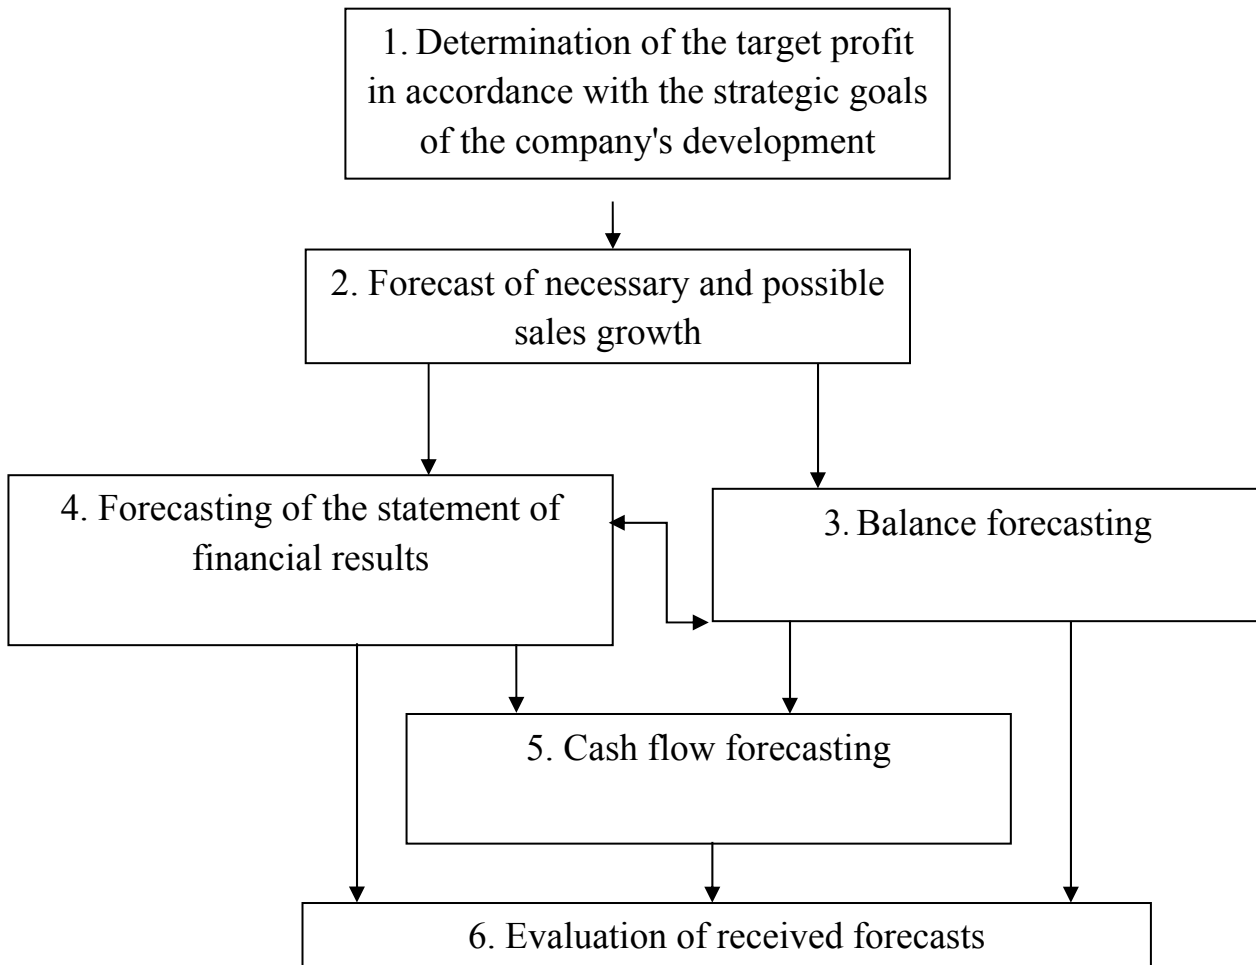 1. Determination of the target profit
in accordance with the strategic goals
of the company's development
2. Forecast of necessary and possible
sales growth
4. Forecasting of the statement of
financial results
3. Balance forecasting
5. Cash flow forecasting
6. Evaluation of received forecasts